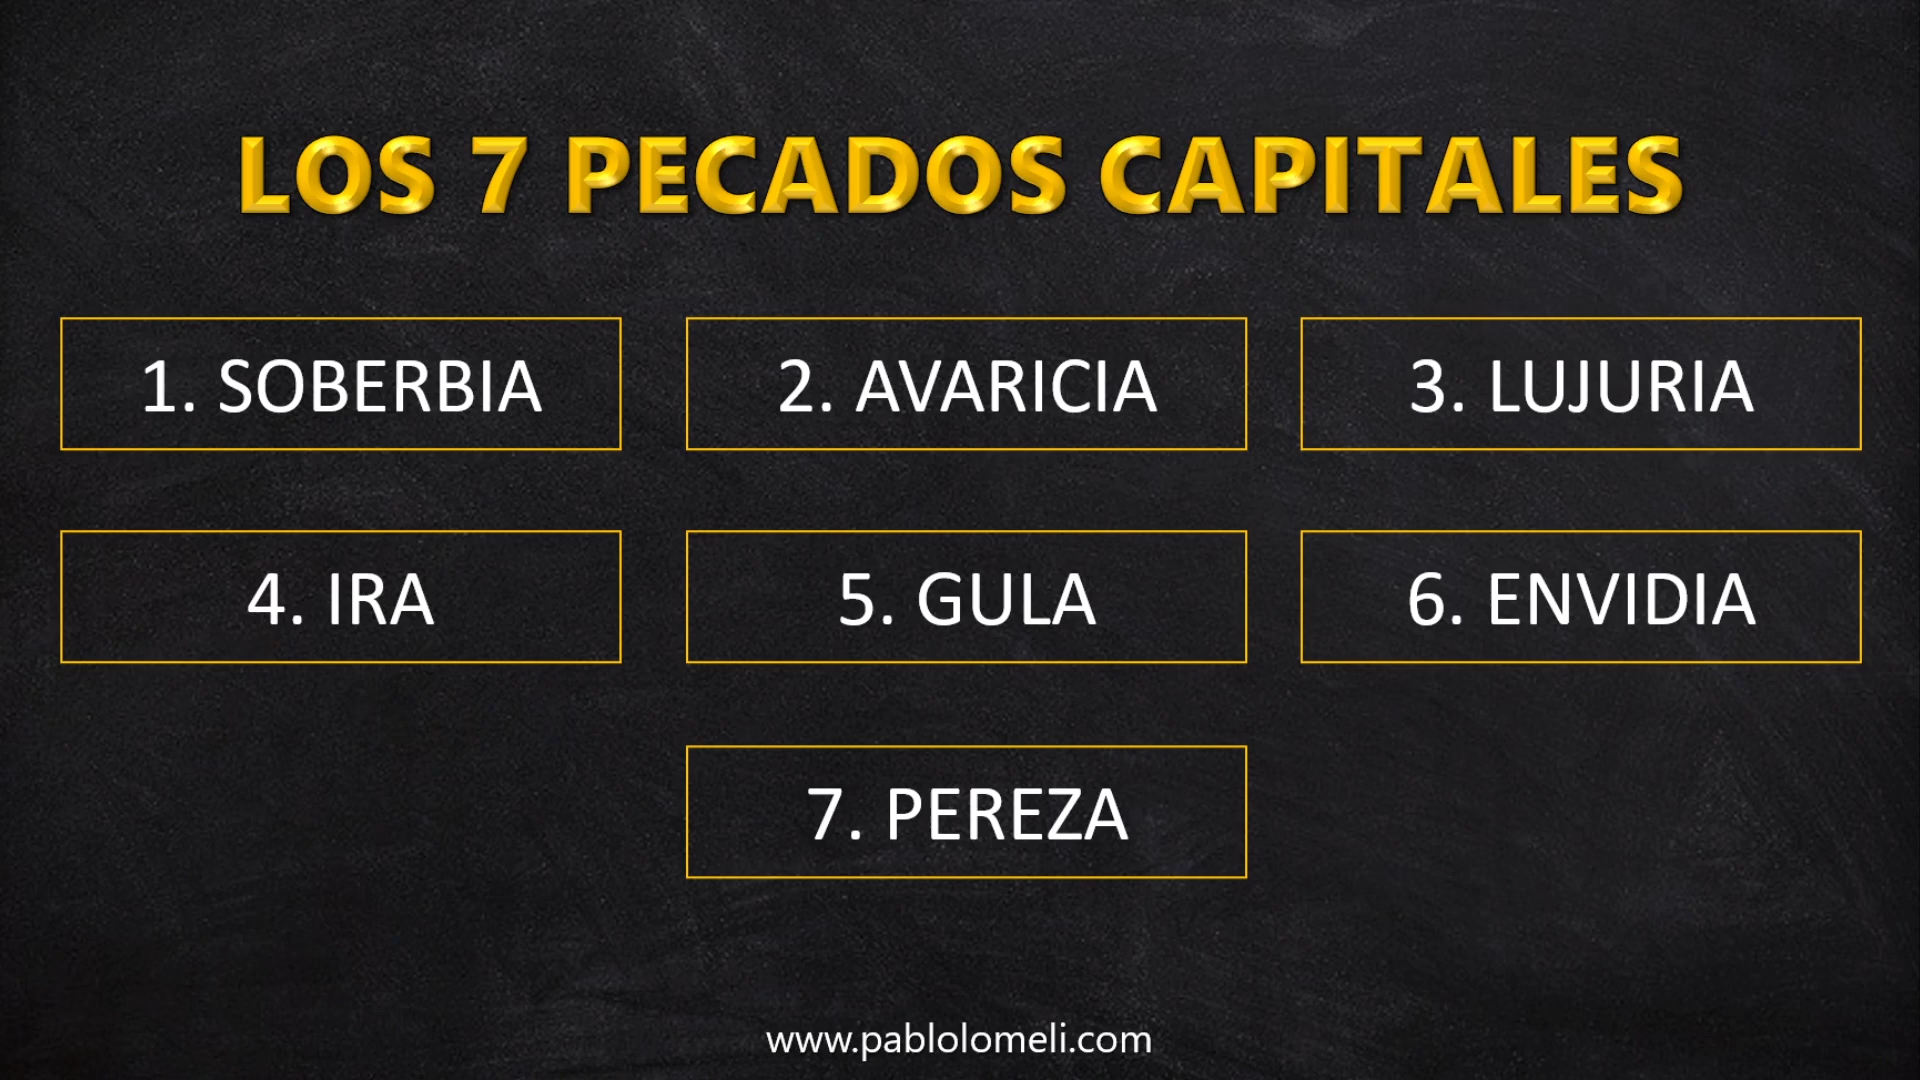 LOS 7 PECADOS CAPITALES
1. SOBERBIA
2. AVARICIA
3. LUJURIA
4. IRA
5. GULA
6. ENVIDIA
7. PEREZA
www.pablolomeli.com